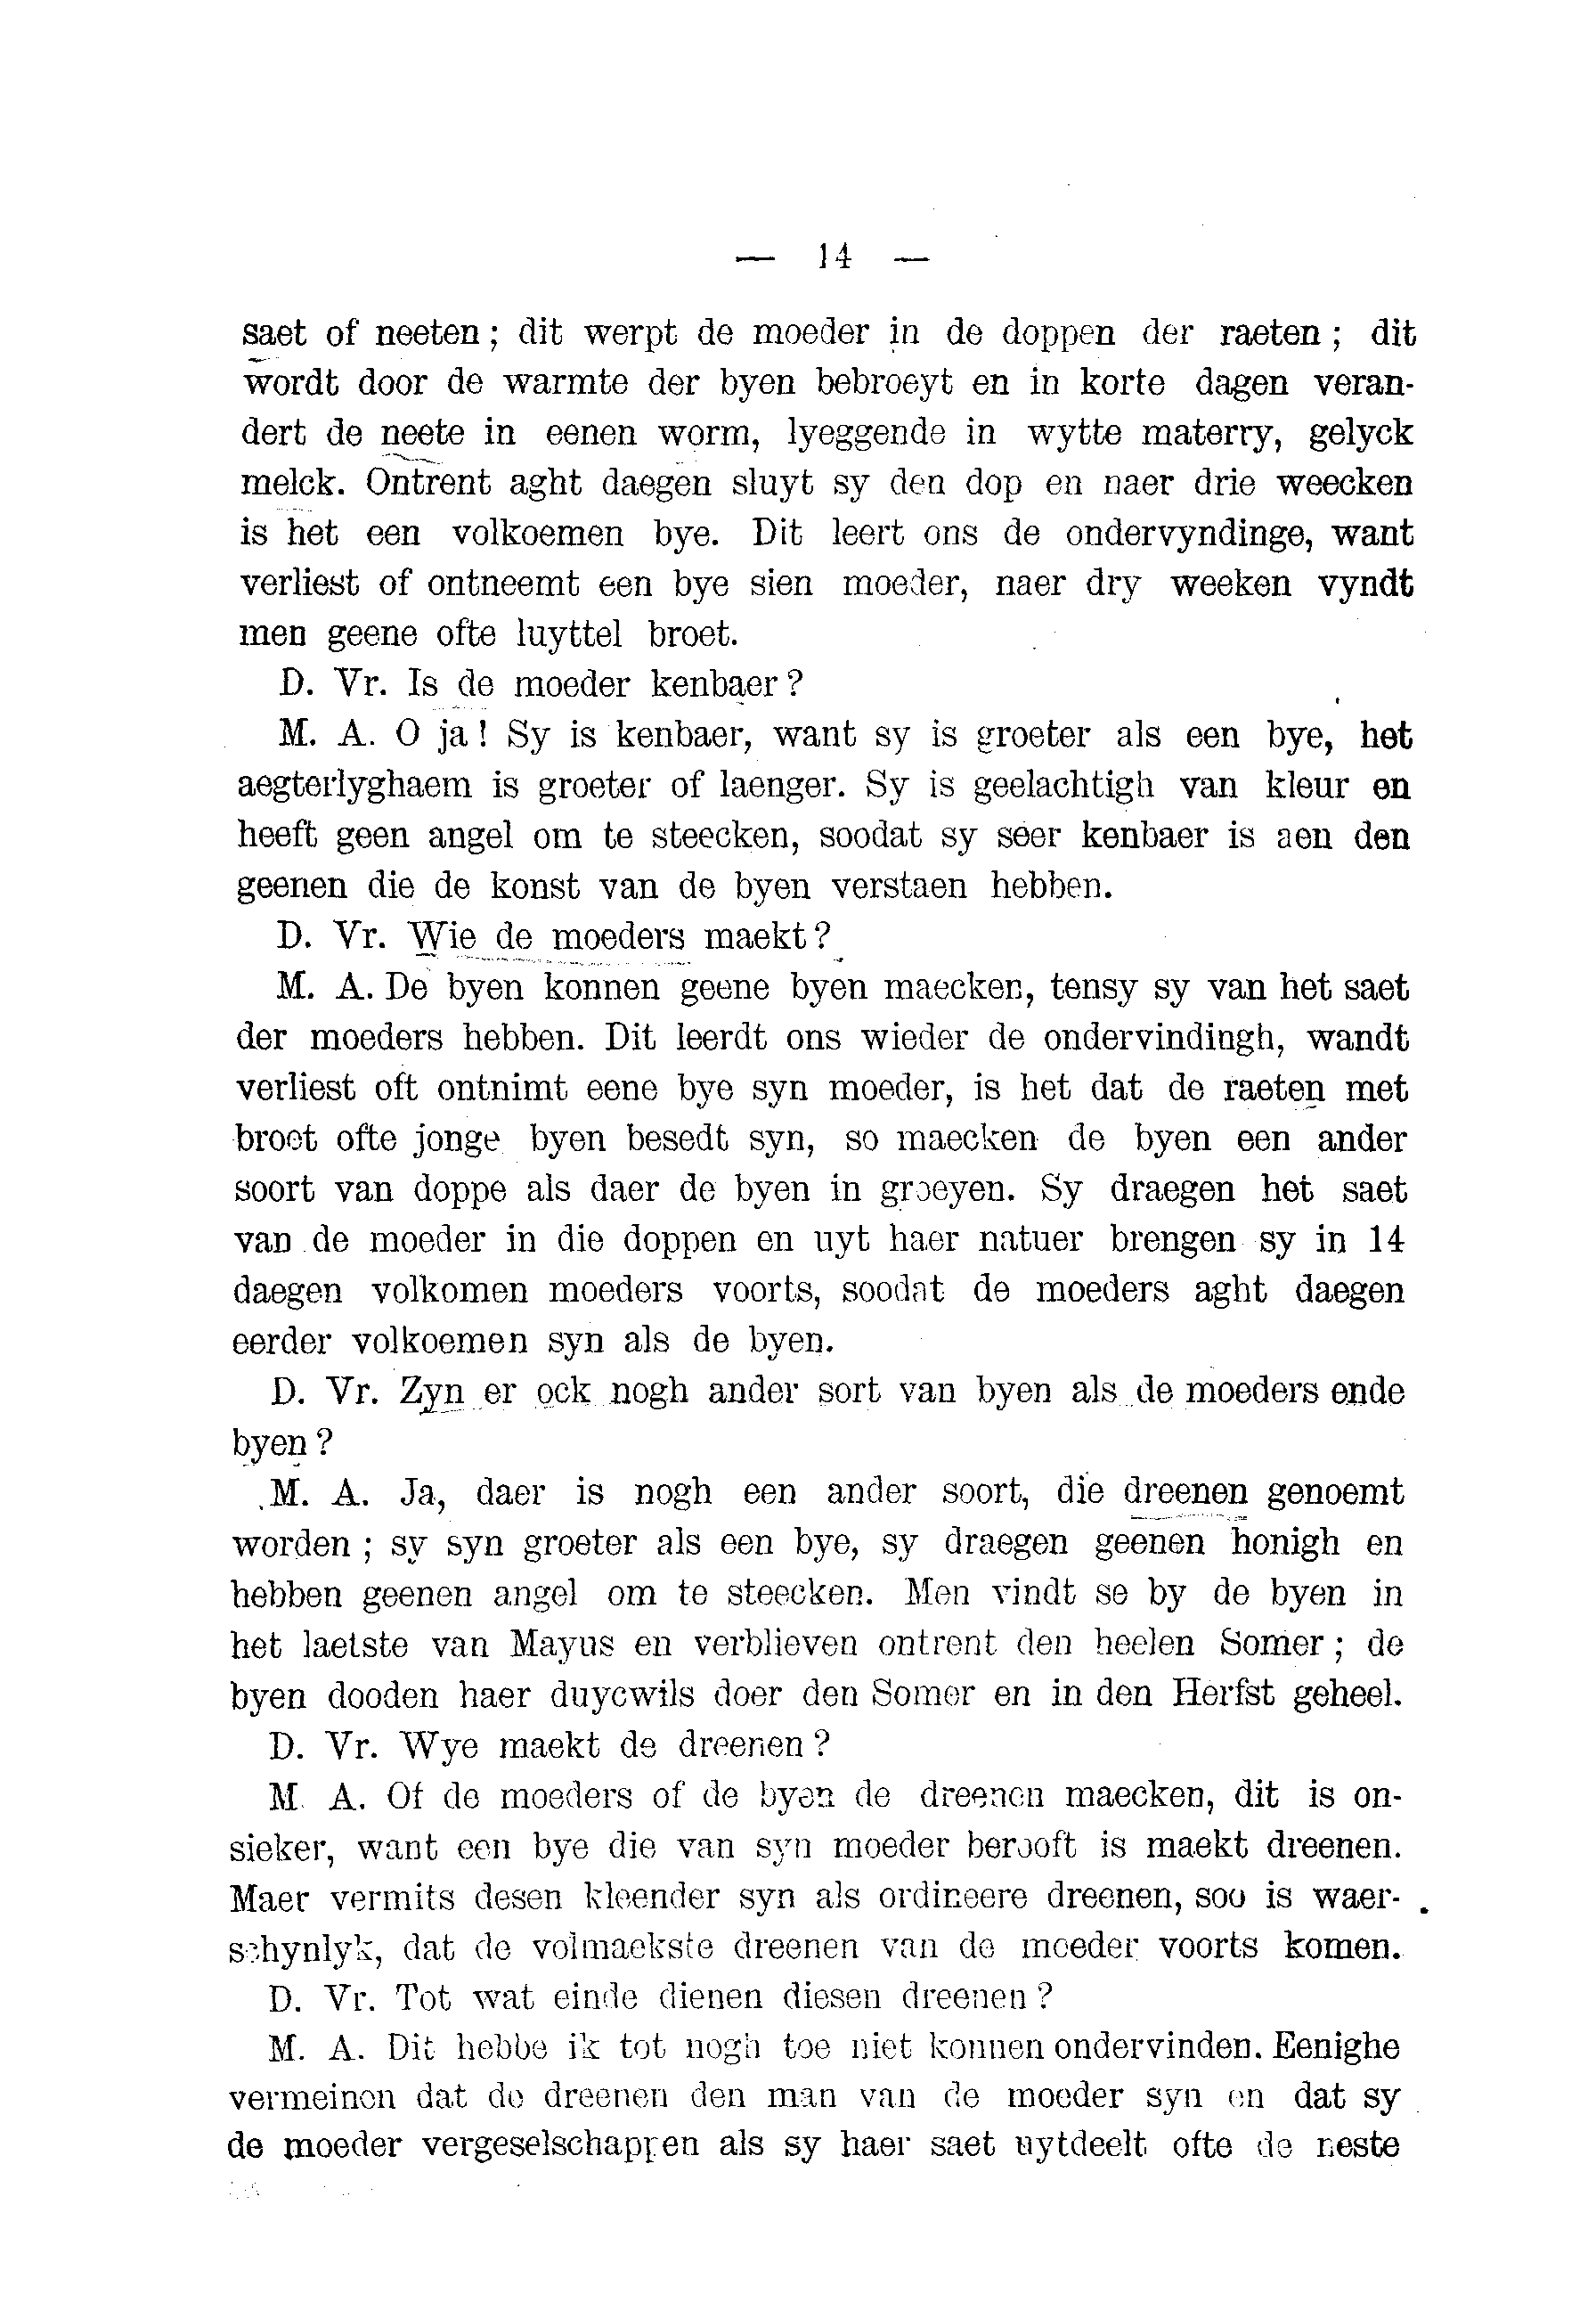 — 14 —
saet of neeten ; dit werpt de moeder in de doppen der raeten ; dit
wordt door de warmte der byen bebroeyt en in korte dagen veran-
dert de neete in eenen worm, lyeggende in wytte materry, gelyck
melck. Ontrent aght daegen sluyt sy den dop en naer drie weecken
is het een volkoemen bye. Dit leert ons de ondervyndinge, want
verliest of ontneemt een bye sien moeder, naer dry weeken vyndt
men geene ofte luyttel broet.
D. Vr. Is de moeder kenbaer ?
M. A. O ja ! Sy is kenbaer, want sy is groeter als een bye, het
aegterlyghaem is groeter of laenger. Sy is geelachtigh van kleur en
heeft geen angel om te steecken, soodat sy seer kenbaer is aen den
geenen die de konst van de byen verstaen hebben.
D. Vr. Wie de moeders maekt ?
M. A. De byen konnen geene byen maecken, tensy sy van het saet
der moeders hebben. Dit leerdt ons wieder de ondervindingh, wandt
verliest oft ontnimt eene bye syn moeder, is het dat de raeten met
broet ofte jonge byen besedt syn, so maecken de byen een ander
soort van doppe als daer de byen in groeyen. Sy draegen het saet
van de moeder in die doppen en uyt haer natuer brengen sy in 14
daegen volkomen moeders voorts, soodat de moeders aght daegen
eerder volkoemen syn als de byen.
D. Vr. Zyn er ock nogh ander sort van byen als de moeders ende
byen ?
M. A. Ja, daer is nogh een ander soort, die dreenen genoemt
worden ; sy syn groeter als een bye, sy draegen geenen honigh en
hebben geenen angel om te steecken. Men vindt se by de byen in
het laetste van Mayus en verblieven ontrent den heelen Somer ; de
byen dooden haer duycwils doer den Somer en in den Herfst geheel.
D. Vr. Wye maekt de dreenen ?
M. A. Of de moeders of de byen de dreenen maecken, dit is on-
sieker, want een bye die van syn moeder berooft is maekt dreenen.
Maer vermits desen kleender syn als ordineere dreenen, soo is waer-
schynlyk, dat de volmaekste dreenen van de moeder voorts komen.
D. Vr. Tot wat einde dienen diesen dreenen ?
M. A. Dit hebbe ik tot nogh toe niet konnen ondervinden. Eenighe
vermeinen dat de dreenen den man van de moeder syn en dat sy
de moeder vergeselschappen als sy haer saet uytdeelt ofte de neste